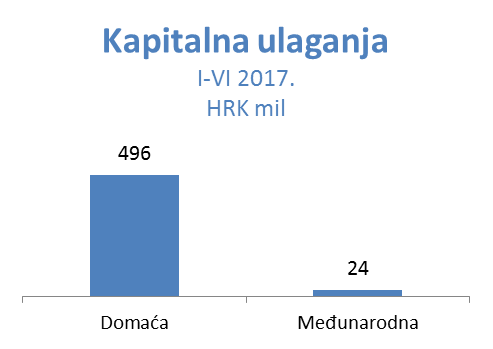 Kapitalna ulaganja
I-VI 2017.
HRK mil
496
24
Domaća
Međunarodna